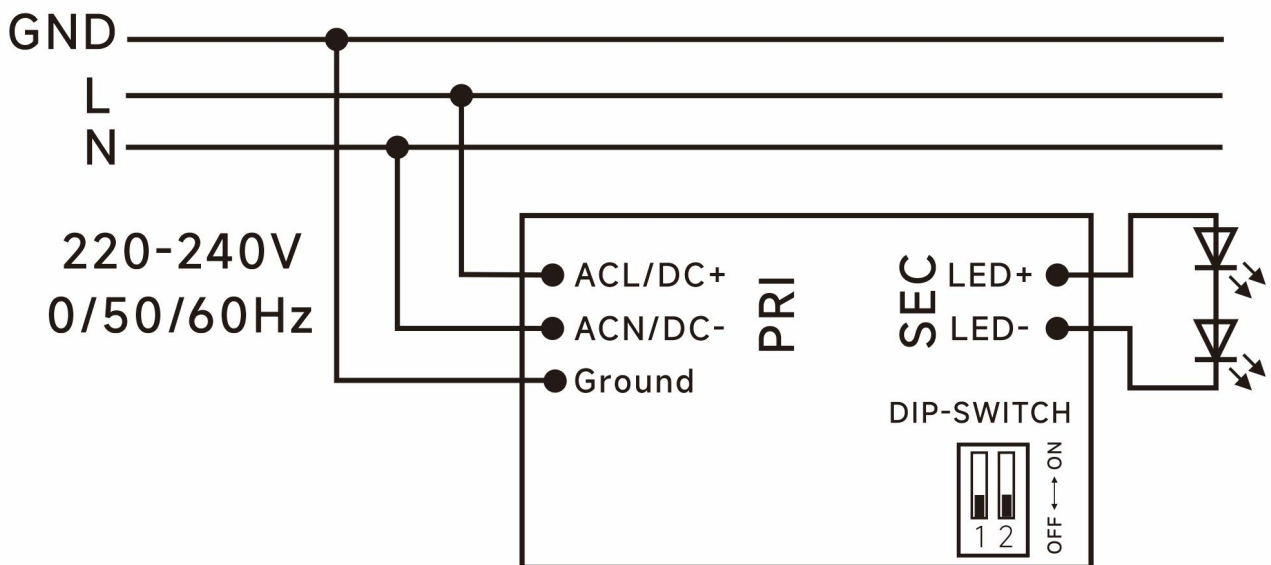 GND
L
N
220-240V
0/50/60Hz
ACL/DC+
ACN/DC-
Ground
PRI
SEC
LED+
LED-
DIP-SWITCH
1 2
OFF ON